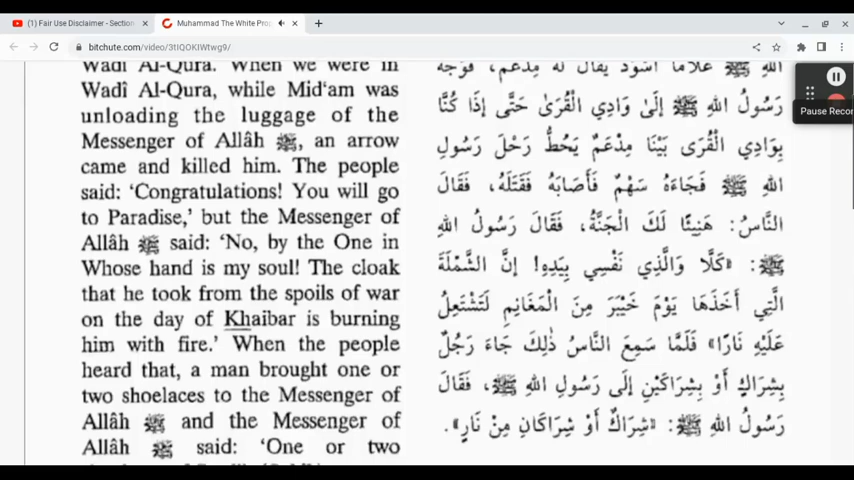 (1) Fair Use Disclaimer - Section
Muhammad The White Prop
bitchute.com/video/3tIQOKIWtwg9/
Pause Recor
Wadî Al-Qura. When we were in
Wadî Al-Qura, while Mid'am was
unloading the luggage of the
Messenger of Allâh ﷺ, an arrow
came and killed him. The people
said: 'Congratulations! You will go
to Paradise,' but the Messenger of
Allâh ﷺ said: 'No, by the One in
Whose hand is my soul! The cloak
that he took from the spoils of war
on the day of Khaibar is burning
him with fire.' When the people
heard that, a man brought one or
two shoelaces to the Messenger of
Allâh ﷺ and the Messenger of
Allâh ﷺ said: 'One or two
اللهِ ﷺ غُلَامًا أَسْوَدَ يُقَالُ لَهُ مِدْعَمٌ، فَوَجَّهَ
رَسُولُ اللهِ ﷺ إِلَىٰ وَادِي الْقُرَىٰ حَتَّى إِذَا كُنَّا
بِوَادِي الْقُرَى بَيْنَا مِدْعَمٌ يَحُطُّ رَحْلَ رَسُولِ
اللهِ ﷺ فَجَاءَهُ سَهْمٌ فَأَصَابَهُ فَقَتَلَهُ، فَقَالَ
النَّاسُ: هَنِيئًا لَكَ الْجَنَّةُ، فَقَالَ رَسُولُ اللهِ
ﷺ: «كَلَّا وَالَّذِي نَفْسِي بِيَدِهِ! إِنَّ الشَّمْلَةَ
الَّتِي أَخَذَهَا يَوْمَ خَيْبَرَ مِنَ الْمَغَانِمِ لَتَشْتَعِلُ
عَلَيْهِ نَارًا» فَلَمَّا سَمِعَ النَّاسُ ذٰلِكَ جَاءَ رَجُلٌ
بِشِرَاكٍ أَوْ بِشِرَاكَيْنِ إِلَى رَسُولِ اللهِ ﷺ، فَقَالَ
رَسُولُ اللهِ ﷺ: «شِرَاكٌ أَوْ شِرَاكَانِ مِنْ نَارٍ».